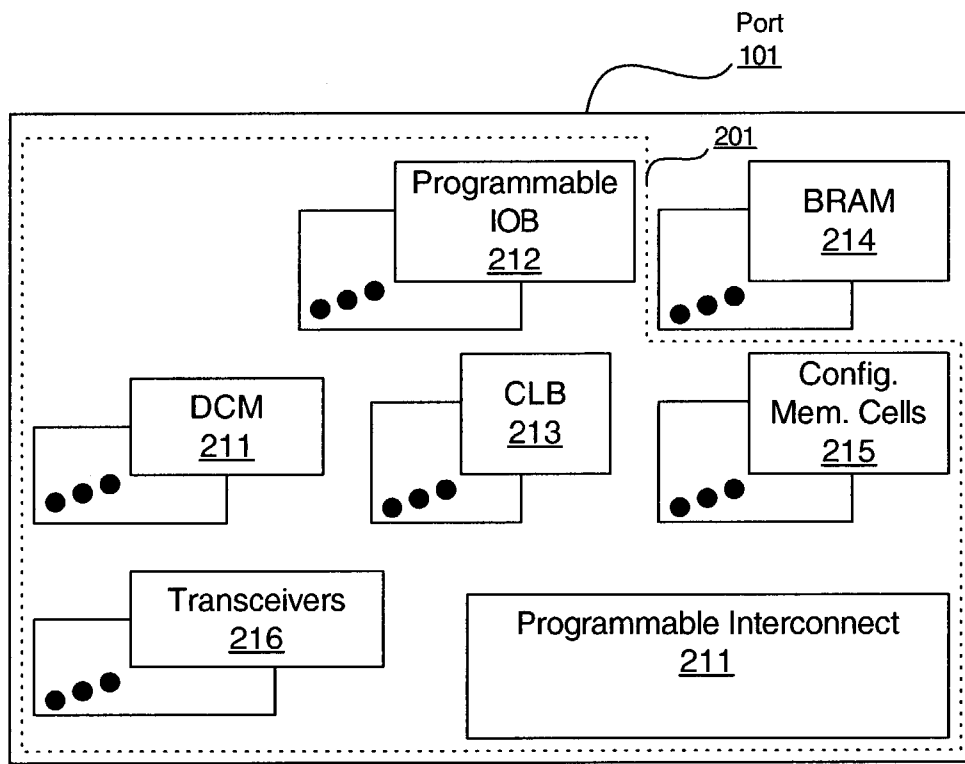 Port
101
201
Programmable
IOB
212
BRAM
214
DCM
211
CLB
213
Config.
Mem. Cells
215
Transceivers
216
Programmable Interconnect
211